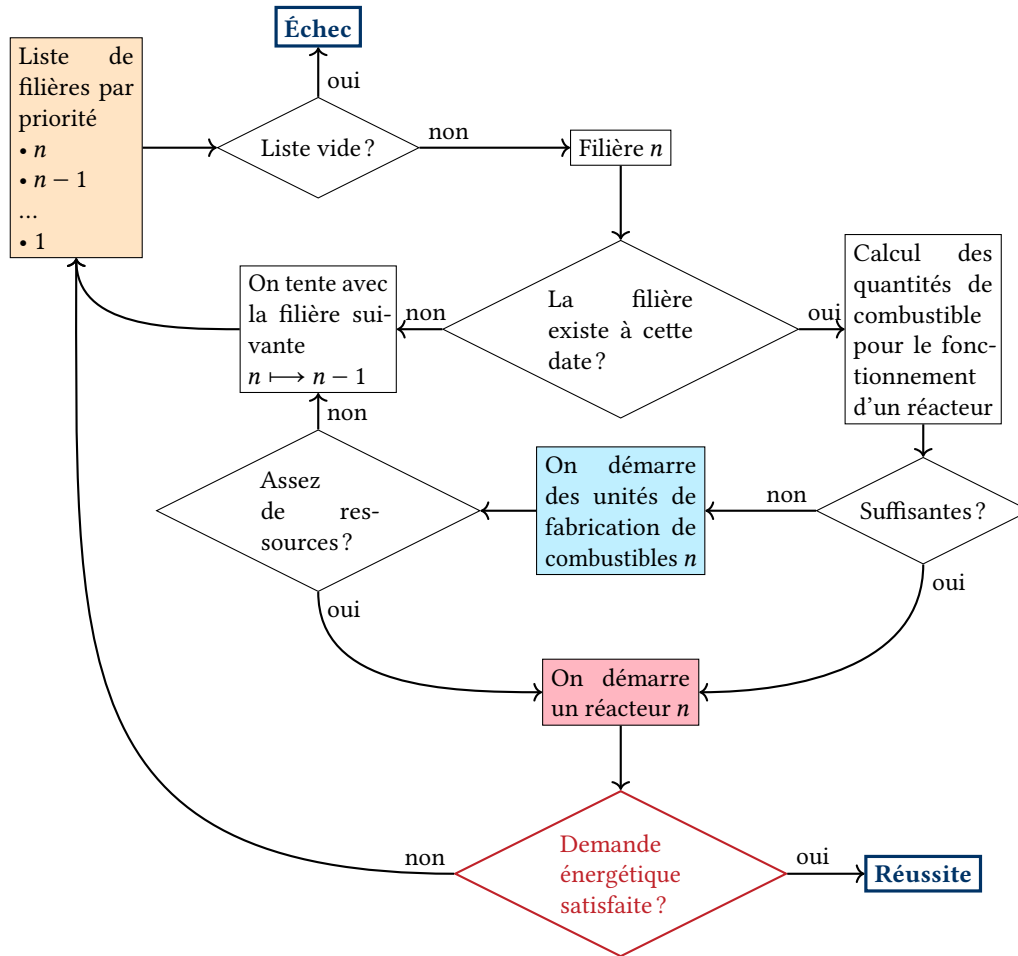 Échec
Liste de
filières par
priorité
• n
• n − 1
...
• 1
oui
Liste vide ?
non
Filière n
On tente avec
la filière sui-
vante
n ⟼ n − 1
non
La filière
existe à cette
date ?
oui
Calcul des
quantités de
combustible
pour le fonc-
tionnement
d'un réacteur
non
Assez
de res-
sources ?
On démarre
des unités de
fabrication de
combustibles n
non
Suffisantes ?
oui
oui
On démarre
un réacteur n
non
Demande
énergétique
satisfaite ?
oui
Réussite